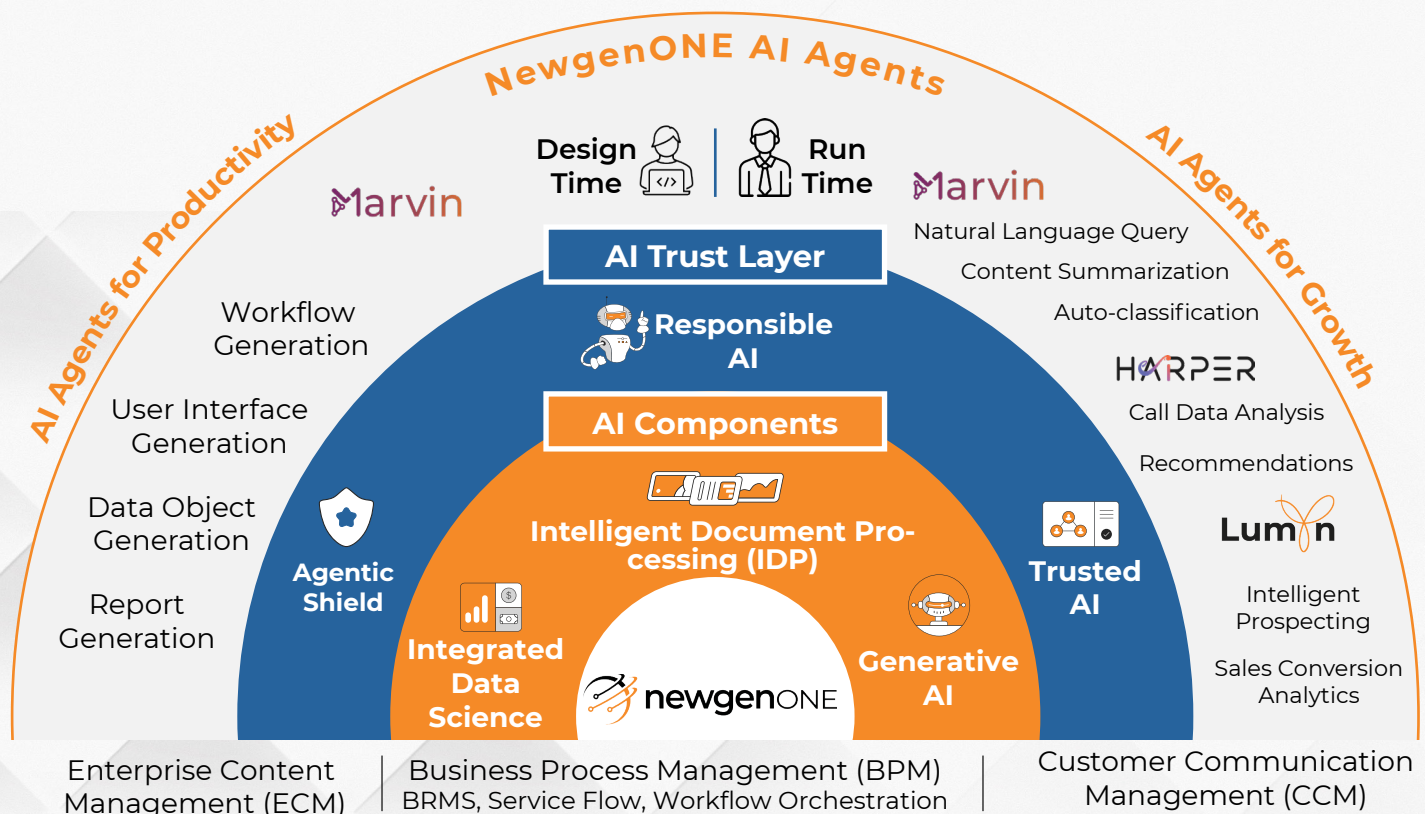 NewgenONE AI Agents
AI Agents for Productivity
AI Agents for Growth
Design
Time
Run
Time
Marvin
Workflow
Generation
User Interface
Generation
Data Object
Generation
Report
Generation
Marvin
Natural Language Query
Content Summarization
Auto-classification
HARPER
Call Data Analysis
Recommendations
Lumyn
Intelligent
Prospecting
Sales Conversion
Analytics
AI Trust Layer
Responsible
AI
Agentic
Shield
Trusted
AI
AI Components
Intelligent Document Pro-
cessing (IDP)
Integrated
Data
Science
Generative
AI
newgenONE
Enterprise Content
Management (ECM)
Business Process Management (BPM)
BRMS, Service Flow, Workflow Orchestration
Customer Communication
Management (CCM)